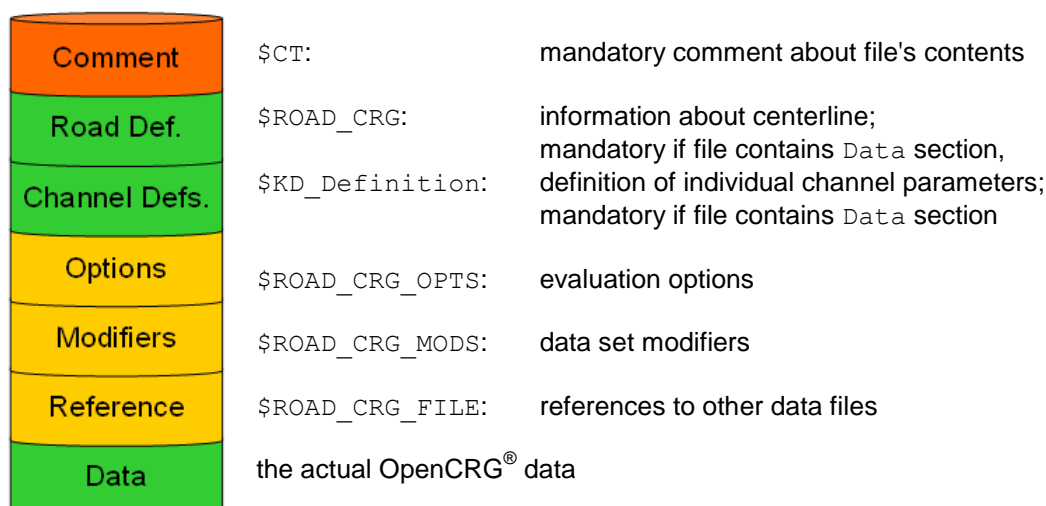 Comment $CT: mandatory comment about file's contents
Road Def. $ROAD_CRG: information about centerline;
mandatory if file contains Data section,
Channel Defs. $KD_Definition: definition of individual channel parameters;
mandatory if file contains Data section
Options $ROAD_CRG_OPTS: evaluation options
Modifiers $ROAD_CRG_MODS: data set modifiers
Reference $ROAD_CRG_FILE: references to other data files
Data the actual OpenCRG® data